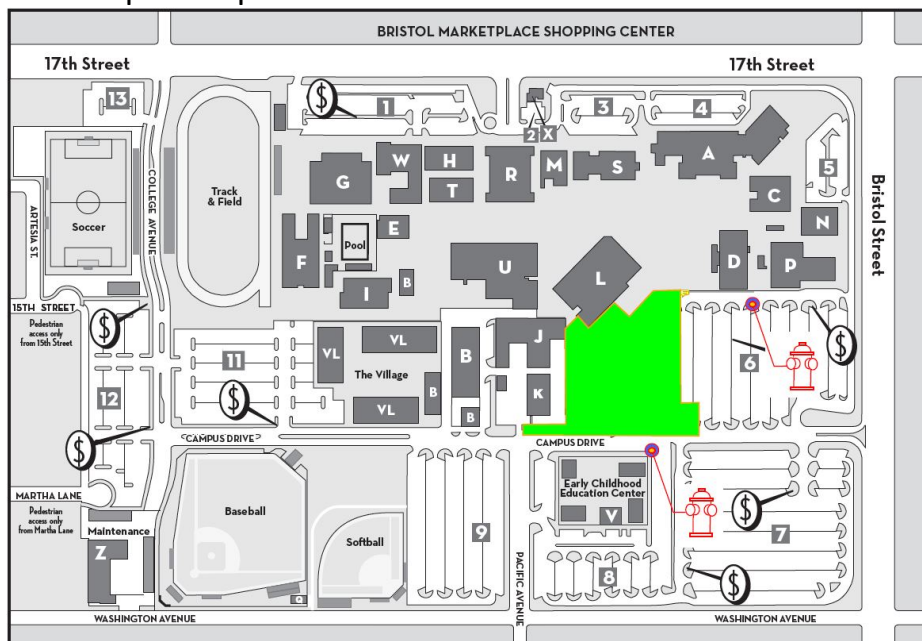 BRISTOL MARKETPLACE SHOPPING CENTER
17th Street
17th Street
13
$
1
2
X
3
4
5
COLLEGE AVENUE
Track
& Field
G
W
H
T
R
M
S
A
C
N
Bristol Street
ARTESIA ST.
Soccer
F
Pool
E
I
B
U
L
D
P
15TH STREET
Pedestrian
access only
from 15th Street
$
11
VL
VL
The Village
VL
B
B
B
J
K
6
$
12
$
$
CAMPUS DRIVE
CAMPUS DRIVE
MARTHA LANE
Pedestrian
access only
from Martha Lane
Maintenance
Z
Baseball
Softball
Q
9
PACIFIC AVENUE
Early Childhood
Education Center
V
8
$
7
$
WASHINGTON AVENUE
WASHINGTON AVENUE